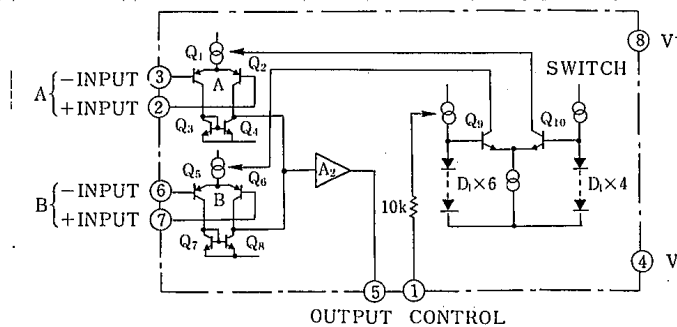 Q1
Q2
8 V+
SWITCH
A
-INPUT 3
+INPUT 2
A
Q3
Q4
Q9
Q10
B
-INPUT 6
+INPUT 7
Q5
Q6
B
Q7
Q8
A2
10k
D1×6
D1×4
4 V
5
1
OUTPUT CONTROL